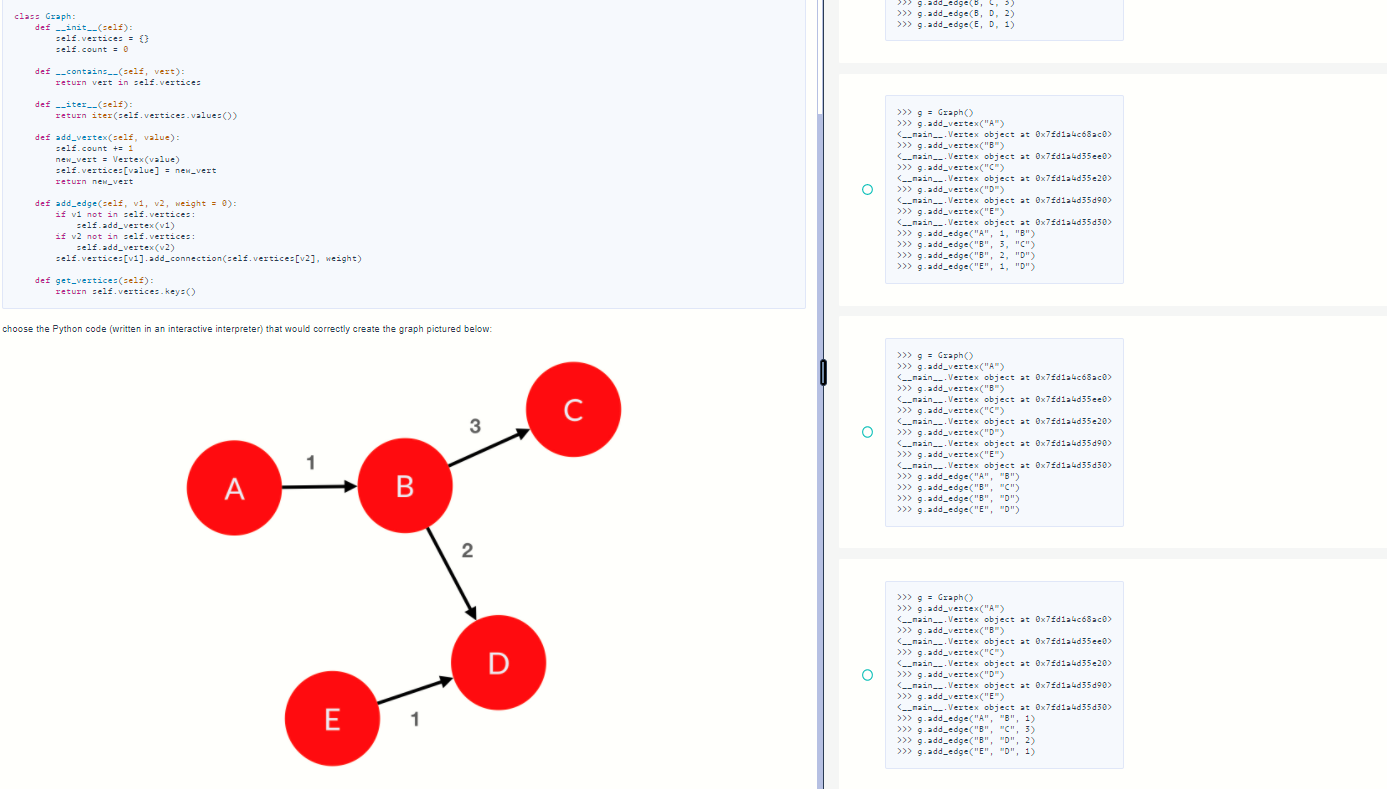 class Graph:
def __init__(self):
self.vertices = {}
self.count = 0
def __contains__(self, vert):
return vert in self.vertices
def __iter__(self):
return iter(self.vertices.values())
def add_vertex(self, value):
self.count += 1
new_vert = Vertex(value)
self.vertices[value] = new_vert
return new_vert
def add_edge(self, v1, v2, weight = 0):
if v1 not in self.vertices:
self.add_vertex(v1)
if v2 not in self.vertices:
self.add_vertex(v2)
self.vertices[v1].add_connection(self.vertices[v2], weight)
def get_vertices(self):
return self.vertices.keys()
choose the Python code (written in an interactive interpreter) that would correctly create the graph pictured below:
A
1
B
3
C
2
D
E
1
>>> g.add_edge(B, C, 3)
>>> g.add_edge(B, D, 2)
>>> g.add_edge(E, D, 1)
>>> g = Graph()
>>> g.add_vertex("A")
<__main__.Vertex object at 0x7fd1a4c68ac0>
>>> g.add_vertex("B")
<__main__.Vertex object at 0x7fd1a4d35ee0>
>>> g.add_vertex("C")
<__main__.Vertex object at 0x7fd1a4d35e20>
>>> g.add_vertex("D")
<__main__.Vertex object at 0x7fd1a4d35d90>
>>> g.add_vertex("E")
<__main__.Vertex object at 0x7fd1a4d35d30>
>>> g.add_edge("A", 1, "B")
>>> g.add_edge("B", 3, "C")
>>> g.add_edge("B", 2, "D")
>>> g.add_edge("E", 1, "D")
>>> g = Graph()
>>> g.add_vertex("A")
<__main__.Vertex object at 0x7fd1a4c68ac0>
>>> g.add_vertex("B")
<__main__.Vertex object at 0x7fd1a4d35ee0>
>>> g.add_vertex("C")
<__main__.Vertex object at 0x7fd1a4d35e20>
>>> g.add_vertex("D")
<__main__.Vertex object at 0x7fd1a4d35d90>
>>> g.add_vertex("E")
<__main__.Vertex object at 0x7fd1a4d35d30>
>>> g.add_edge("A", "B")
>>> g.add_edge("B", "C")
>>> g.add_edge("B", "D")
>>> g.add_edge("E", "D")
>>> g = Graph()
>>> g.add_vertex("A")
<__main__.Vertex object at 0x7fd1a4c68ac0>
>>> g.add_vertex("B")
<__main__.Vertex object at 0x7fd1a4d35ee0>
>>> g.add_vertex("C")
<__main__.Vertex object at 0x7fd1a4d35e20>
>>> g.add_vertex("D")
<__main__.Vertex object at 0x7fd1a4d35d90>
>>> g.add_vertex("E")
<__main__.Vertex object at 0x7fd1a4d35d30>
>>> g.add_edge("A", "B", 1)
>>> g.add_edge("B", "C", 3)
>>> g.add_edge("B", "D", 2)
>>> g.add_edge("E", "D", 1)